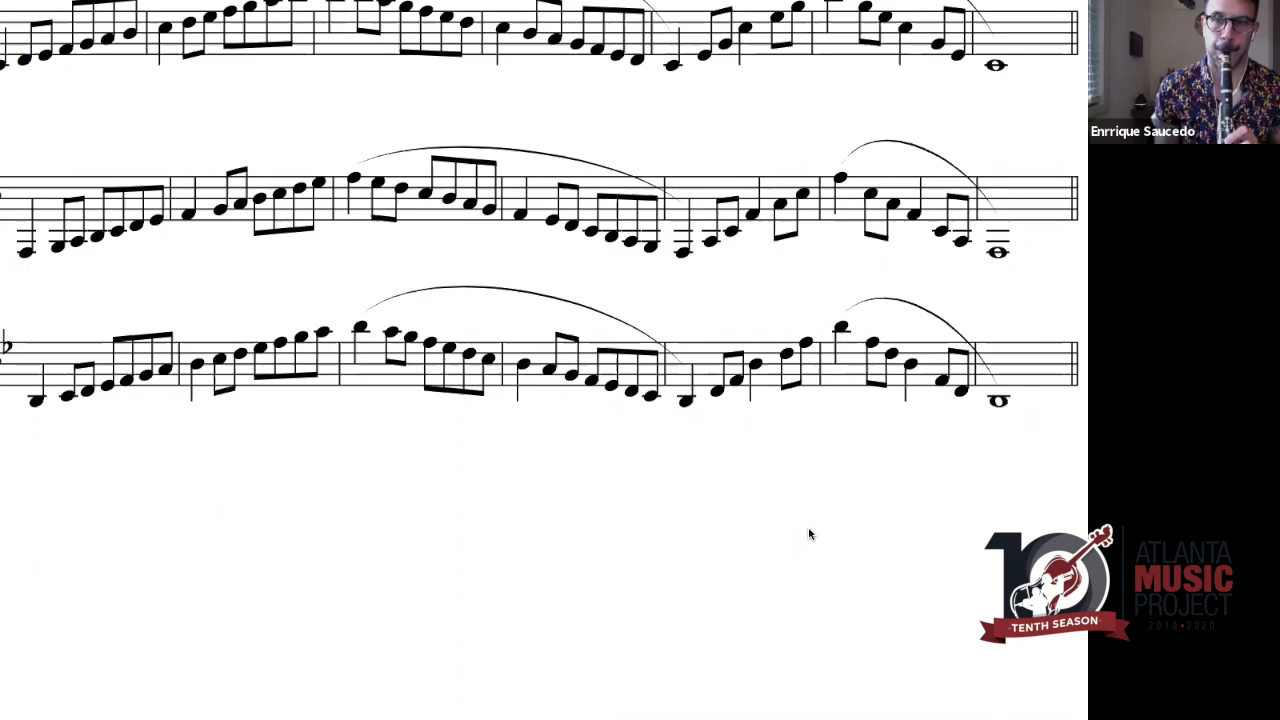 Enrrique Saucedo
10
ATLANTA
MUSIC
PROJECT
2010•2020
·TENTH SEASON·